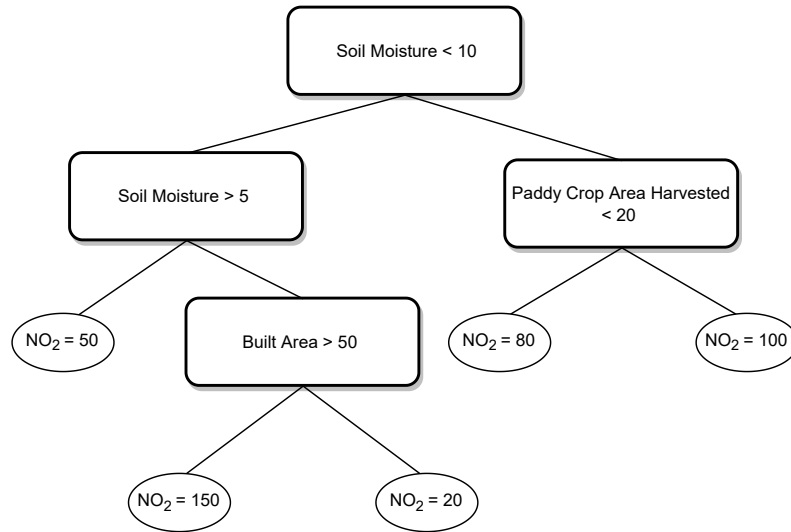 Soil Moisture < 10
Soil Moisture > 5
Paddy Crop Area Harvested
< 20
NO₂ = 50
Built Area > 50
NO₂ = 80
NO₂ = 100
NO₂ = 150
NO₂ = 20